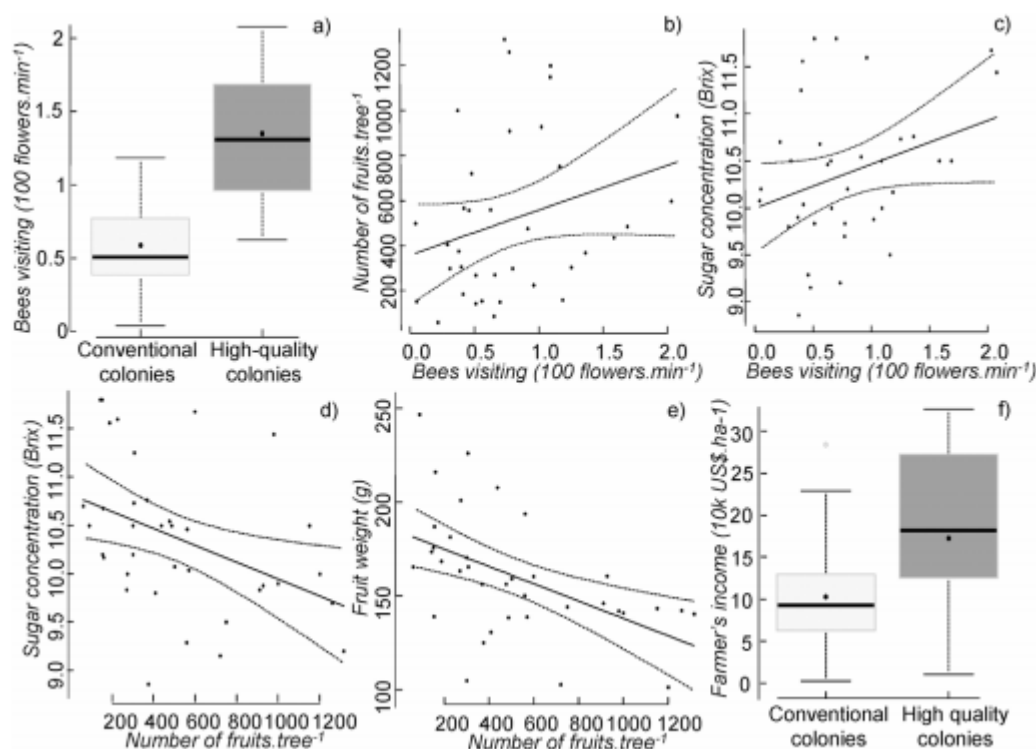 a)
Bees visiting (100 flowers.min⁻¹)
2
1.5
1
0.5
0
Conventional colonies
High-quality colonies
b)
Number of fruits.tree⁻¹
1200
1000
800
600
400
200
0.0 0.5 1.0 1.5 2.0
Bees visiting (100 flowers.min⁻¹)
c)
Sugar concentration (Brix)
11.5
11.0
10.5
10.0
9.5
9.0
0.0 0.5 1.0 1.5 2.0
Bees visiting (100 flowers.min⁻¹)
d)
Sugar concentration (Brix)
11.5
11.0
10.5
10.0
9.5
9.0
200 400 600 800 1200
Number of fruits.tree⁻¹
e)
Fruit weight (g)
250
200
150
100
200 400 600 800 1000 1200
Number of fruits.tree⁻¹
f)
Farmer's income (10k US$.ha-1)
30
25
20
15
10
5
0
Conventional colonies
High quality colonies